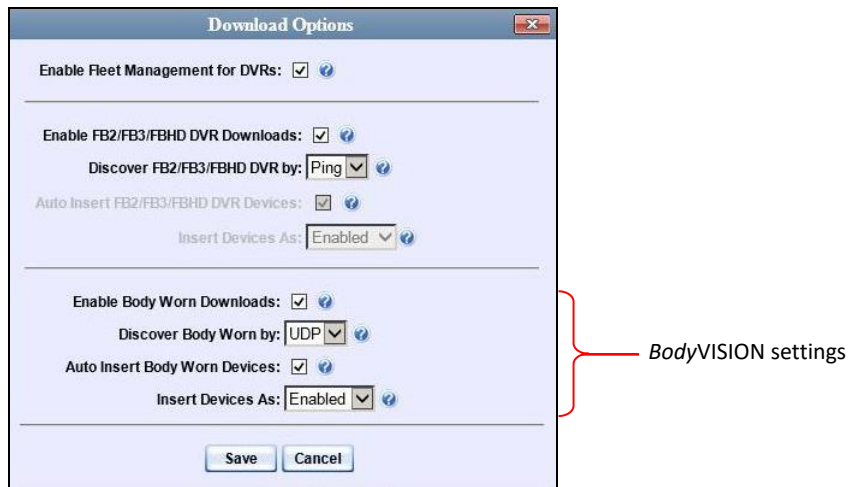 Download Options
Enable Fleet Management for DVRs:
Enable FB2/FB3/FBHD DVR Downloads:
Discover FB2/FB3/FBHD DVR by: Ping
Auto Insert FB2/FB3/FBHD DVR Devices:
Insert Devices As: Enabled
Enable Body Worn Downloads:
Discover Body Worn by: UDP
Auto Insert Body Worn Devices:
Insert Devices As: Enabled
BodyVISION settings
Save Cancel